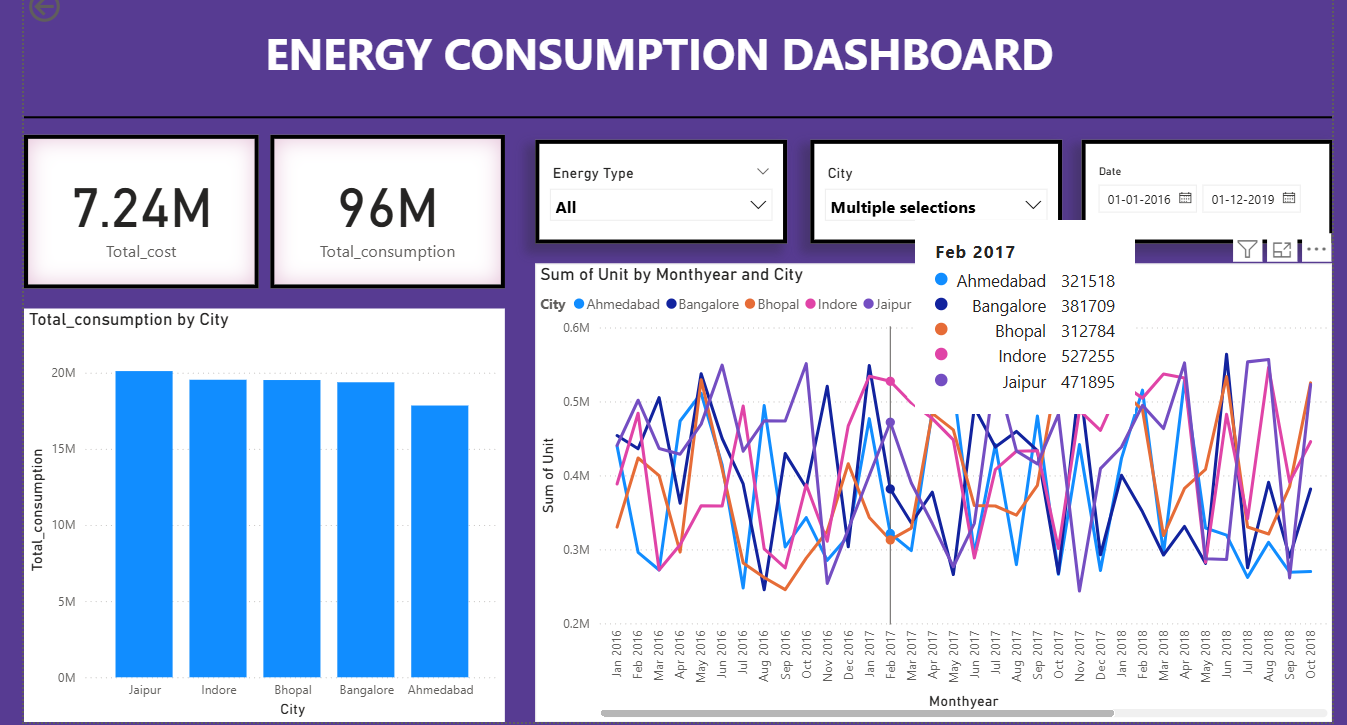 ENERGY CONSUMPTION DASHBOARD
7.24M
Total_cost
96M
Total_consumption
Energy Type
All
City
Multiple selections
Date
01-01-2016
01-12-2019
Total_consumption by City
Total_consumption
20M
15M
10M
5M
0M
Jaipur
Indore
Bhopal
Bangalore
Ahmedabad
City
Sum of Unit by Monthyear and City
City Ahmedabad Bangalore Bhopal Indore Jaipur
Feb 2017
Ahmedabad 321518
Bangalore 381709
Bhopal 312784
Indore 527255
Jaipur 471895
Sum of Unit
0.6M
0.5M
0.4M
0.3M
0.2M
Jan 2016
Feb 2016
Mar 2016
Apr 2016
May 2016
Jun 2016
Jul 2016
Aug 2016
Sep 2016
Oct 2016
Nov 2016
Dec 2016
Jan 2017
Feb 2017
Mar 2017
Apr 2017
May 2017
Jun 2017
Jul 2017
Aug 2017
Sep 2017
Oct 2017
Nov 2017
Dec 2017
Jan 2018
Feb 2018
Mar 2018
Apr 2018
May 2018
Jun 2018
Jul 2018
Aug 2018
Sep 2018
Oct 2018
Monthyear